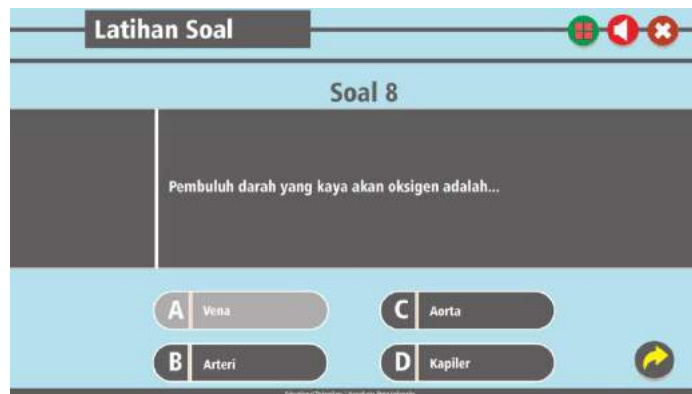 Latihan Soal
Soal 8
Pembuluh darah yang kaya akan oksigen adalah...
A Vena
C Aorta
B Arteri
D Kapiler